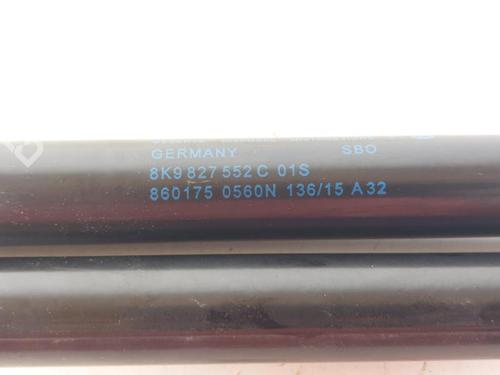 GERMANY SBO
8K9 827 552 C 01S
860175 0560N 136/15 A32